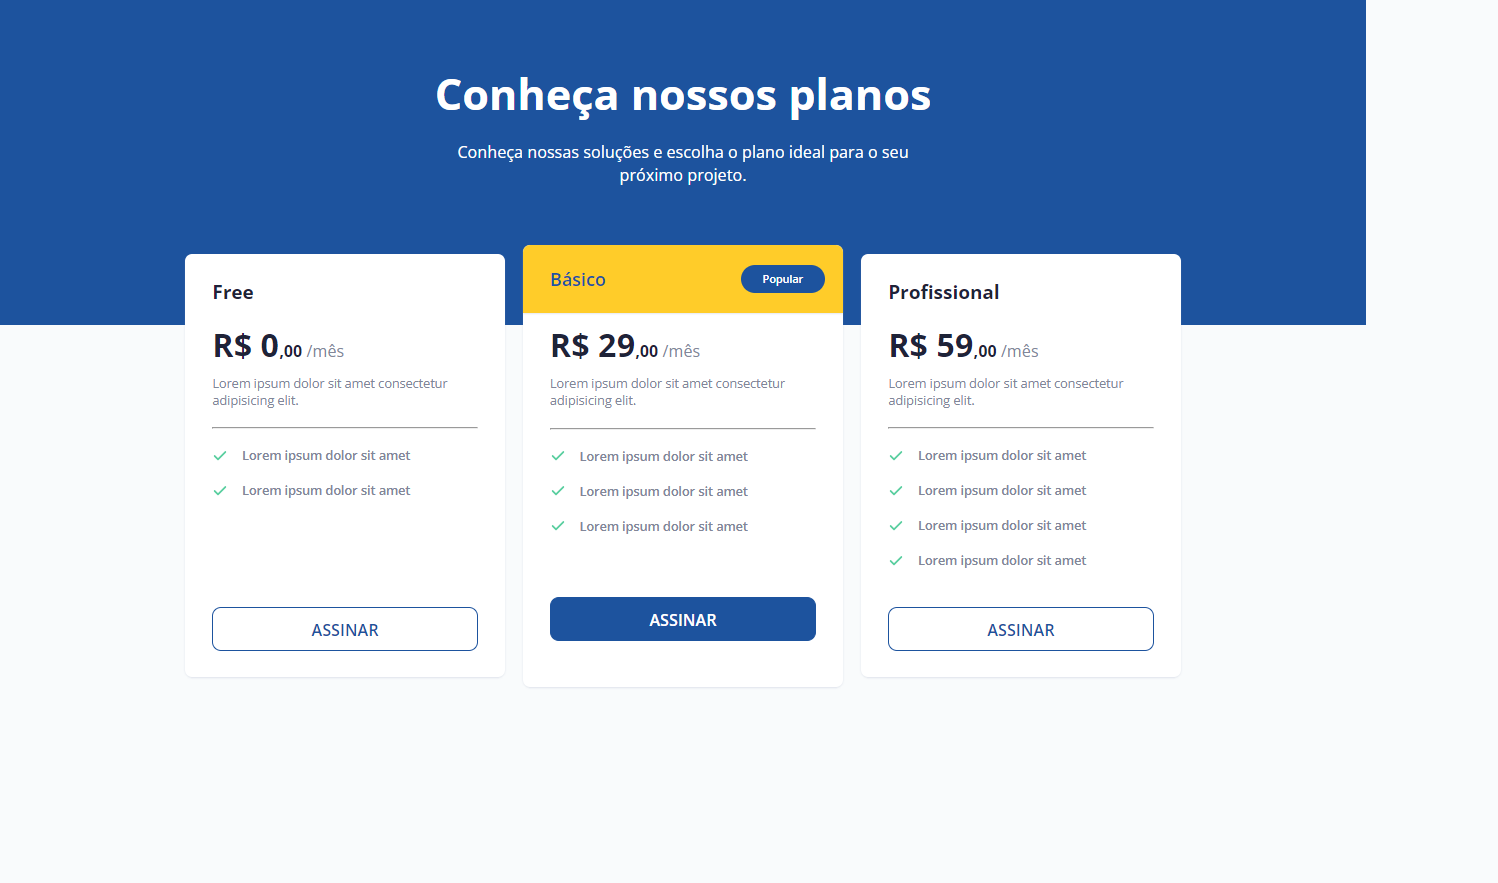 Conheça nossos planos
Conheça nossas soluções e escolha o plano ideal para o seu
próximo projeto.
Free
R$ 0,00 /mês
Lorem ipsum dolor sit amet consectetur
adipisicing elit.
Lorem ipsum dolor sit amet
Lorem ipsum dolor sit amet
ASSINAR
Básico
Popular
R$ 29,00 /mês
Lorem ipsum dolor sit amet consectetur
adipisicing elit.
Lorem ipsum dolor sit amet
Lorem ipsum dolor sit amet
Lorem ipsum dolor sit amet
ASSINAR
Profissional
R$ 59,00 /mês
Lorem ipsum dolor sit amet consectetur
adipisicing elit.
Lorem ipsum dolor sit amet
Lorem ipsum dolor sit amet
Lorem ipsum dolor sit amet
Lorem ipsum dolor sit amet
ASSINAR